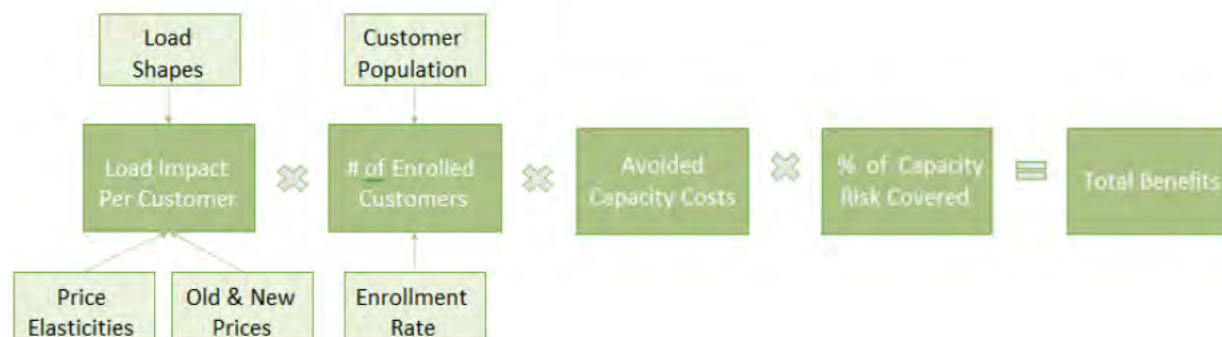 Load
Shapes
Customer
Population
Load Impact
Per Customer
# of Enrolled
Customers
Avoided
Capacity Costs
% of Capacity
Risk Covered
Total Benefits
Price
Elasticities
Old & New
Prices
Enrollment
Rate